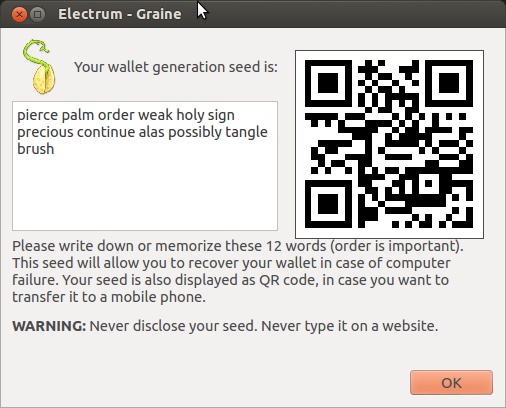 Electrum - Graine
Your wallet generation seed is:
pierce palm order weak holy sign
precious continue alas possibly tangle
brush
Please write down or memorize these 12 words (order is important).
This seed will allow you to recover your wallet in case of computer
failure. Your seed is also displayed as QR code, in case you want to
transfer it to a mobile phone.
WARNING: Never disclose your seed. Never type it on a website.
OK